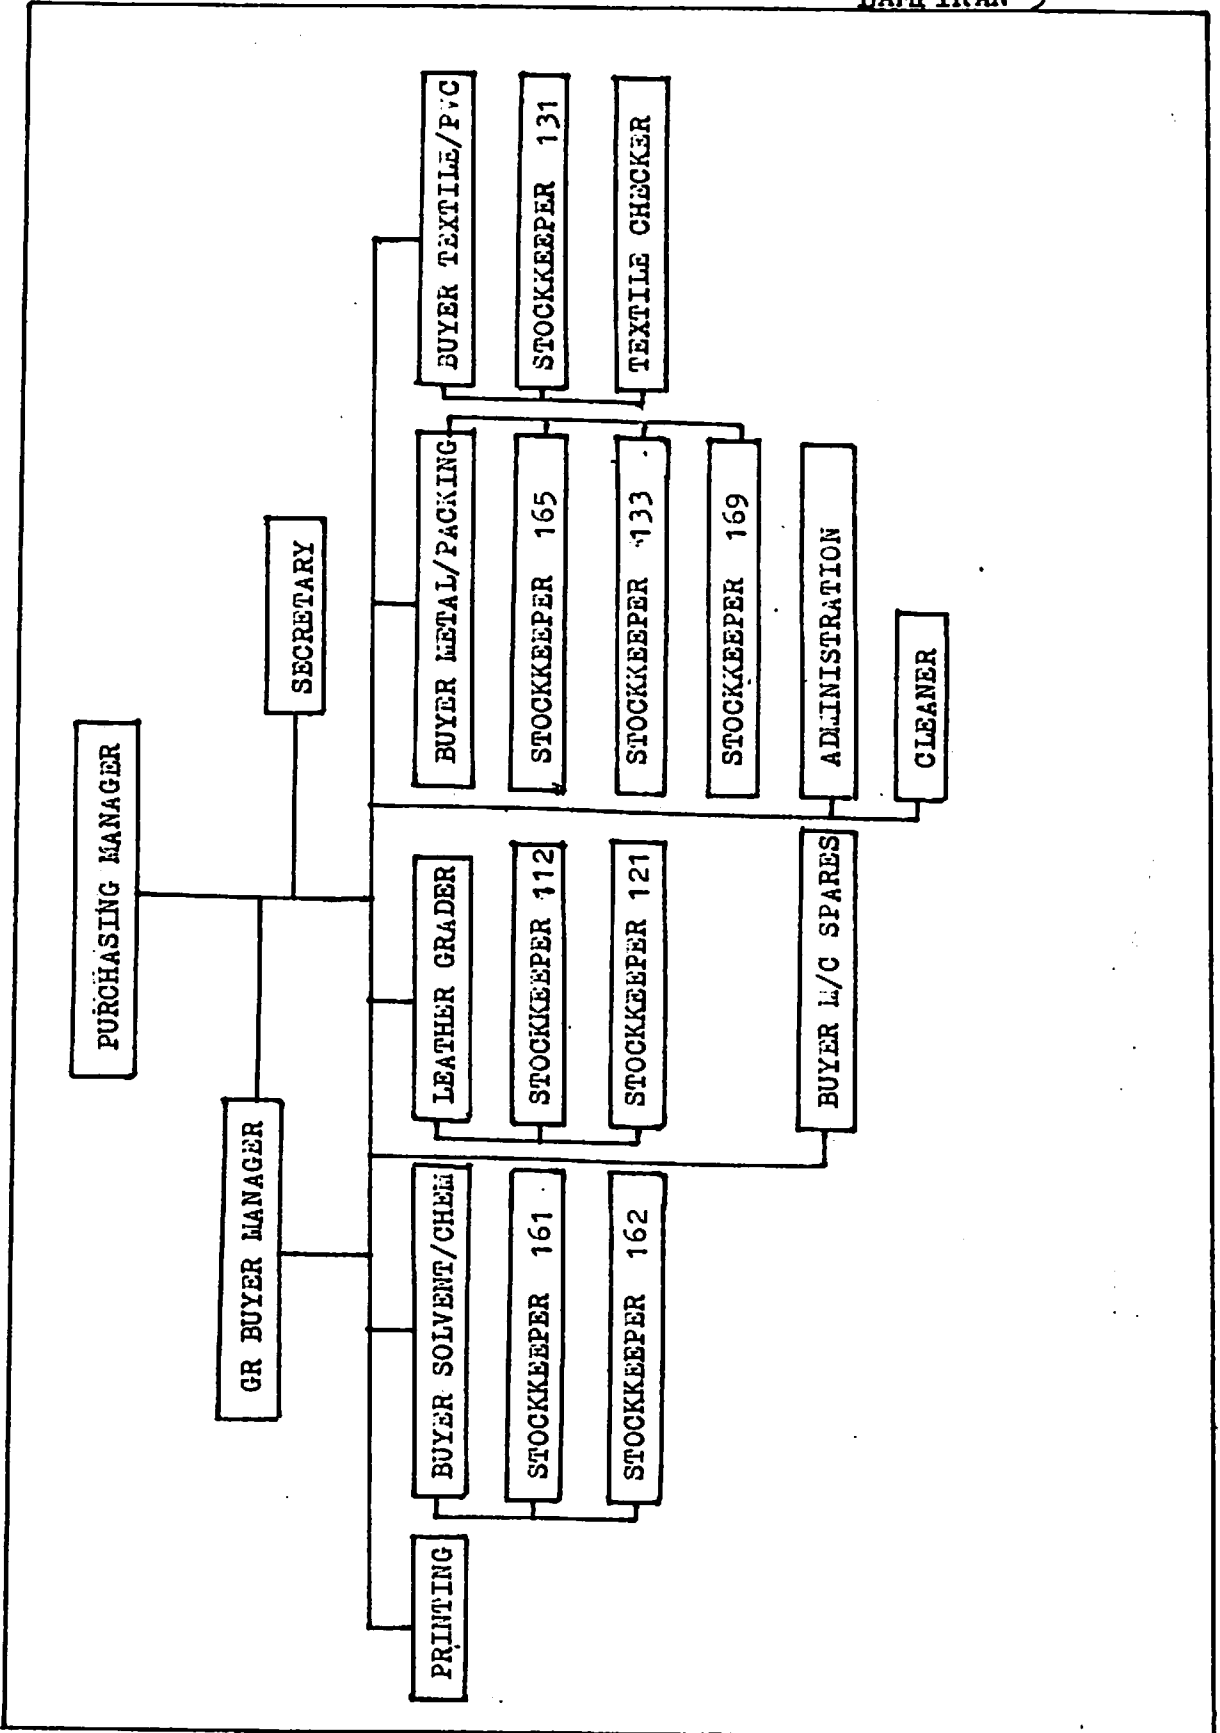 PURCHASING MANAGER
GR BUYER MANAGER
SECRETARY
PRINTING
BUYER SOLVENT/CHEM
LEATHER GRADER
BUYER METAL/PACKING
BUYER TEXTILE/PVC
STOCKKEEPER 161
STOCKKEEPER 112
STOCKKEEPER 165
STOCKKEEPER 131
STOCKKEEPER 162
STOCKKEEPER 121
STOCKKEEPER 133
TEXTILE CHECKER
STOCKKEEPER 169
BUYER M/C SPARES
ADMINISTRATION
CLEANER